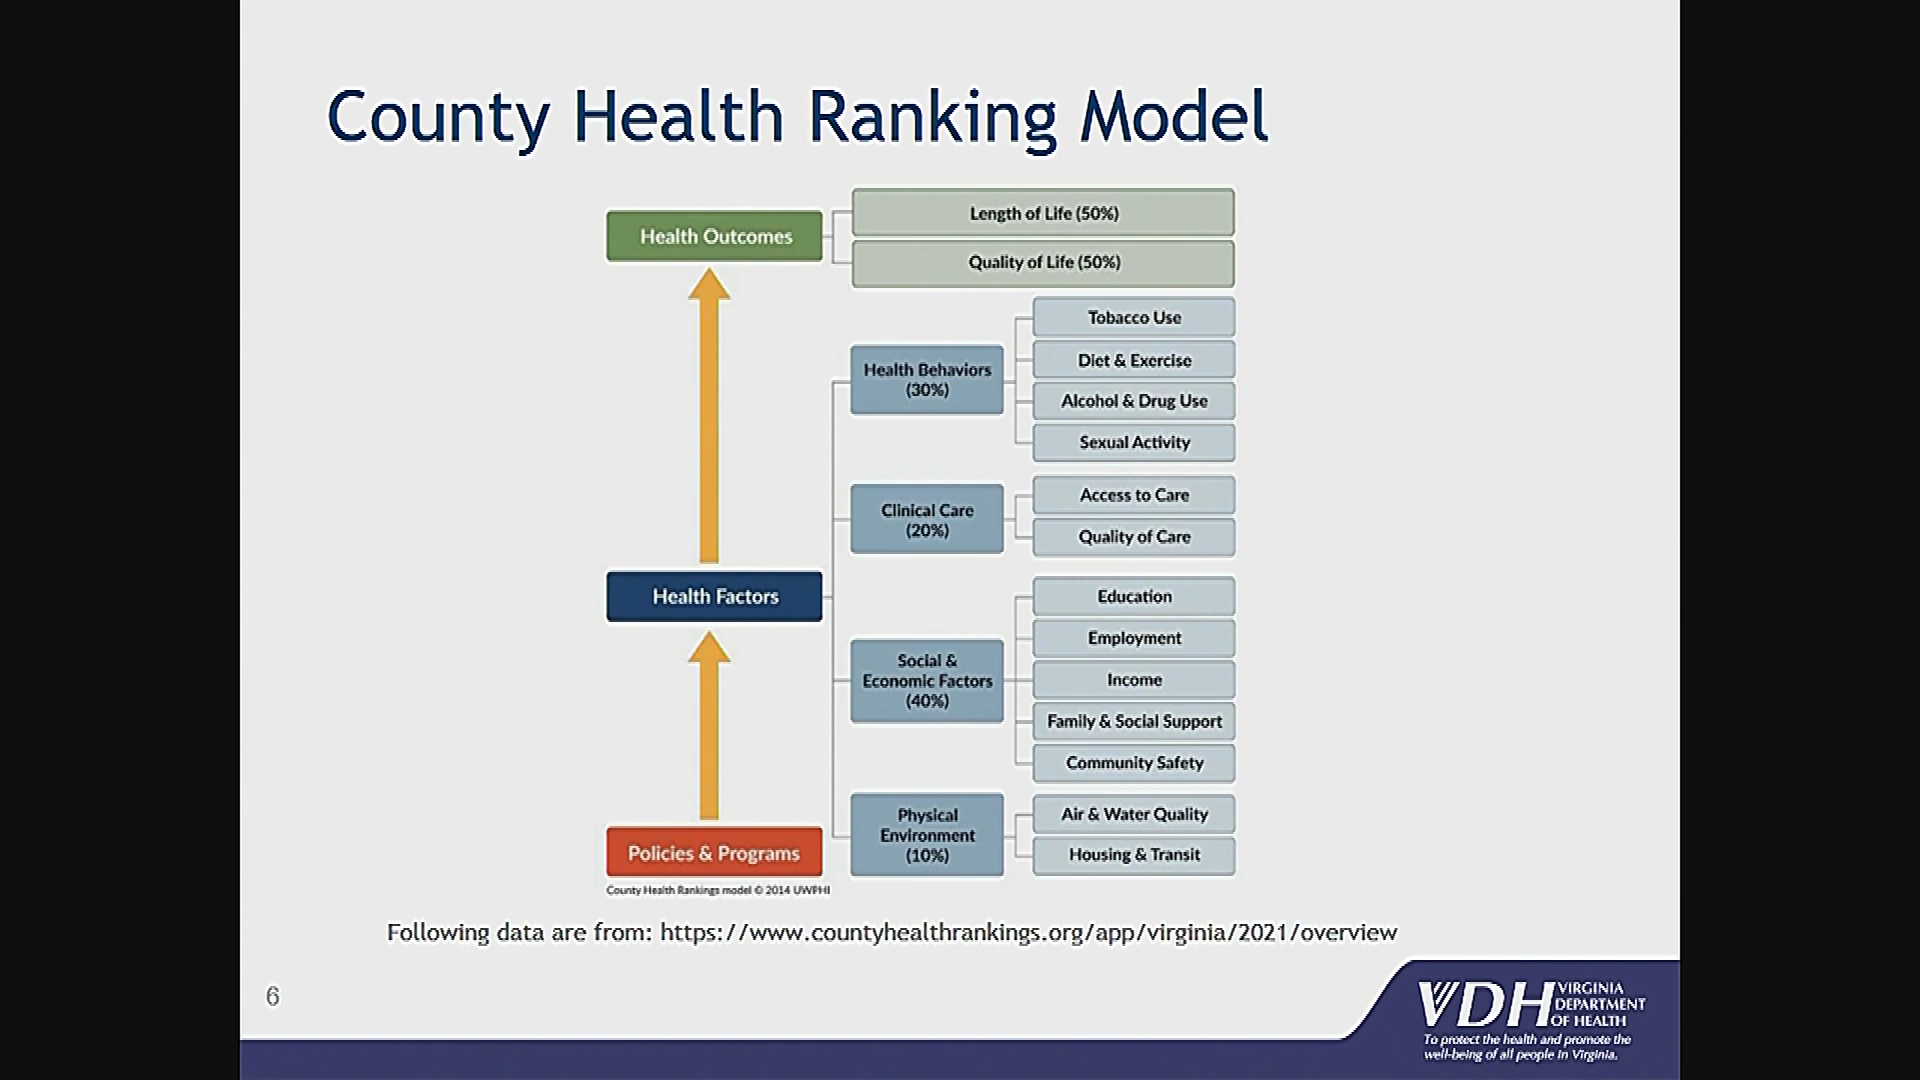 County Health Ranking Model
Health Outcomes
Length of Life (50%)
Quality of Life (50%)
Health Behaviors
(30%)
Tobacco Use
Diet & Exercise
Alcohol & Drug Use
Sexual Activity
Clinical Care
(20%)
Access to Care
Quality of Care
Health Factors
Social &
Economic Factors
(40%)
Education
Employment
Income
Family & Social Support
Community Safety
Physical
Environment
(10%)
Air & Water Quality
Housing & Transit
Policies & Programs
County Health Rankings model © 2014 UWPHI
Following data are from: https://www.countyhealthrankings.org/app/virginia/2021/overview
6
VDH VIRGINIA
DEPARTMENT
OF HEALTH
To protect the health and promote the
well-being of all people in Virginia.